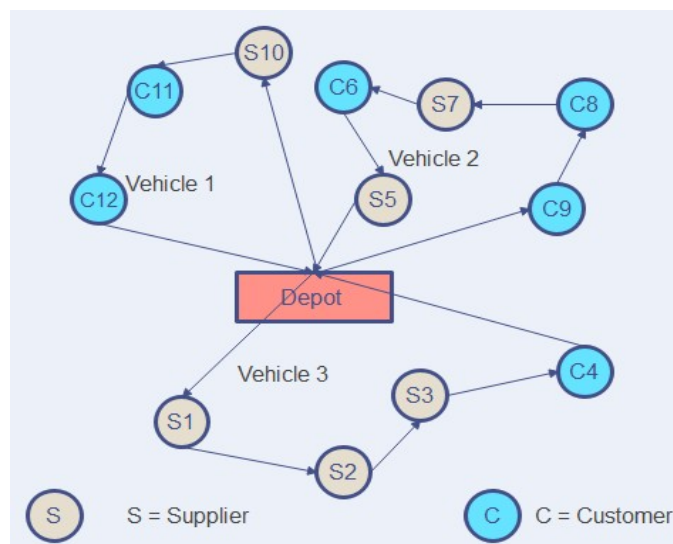 S10
C11
C6
S7
C8
Vehicle 2
Vehicle 1
C12
S5
C9
Depot
Vehicle 3
S3
C4
S1
S2
S
S = Supplier
C
C = Customer